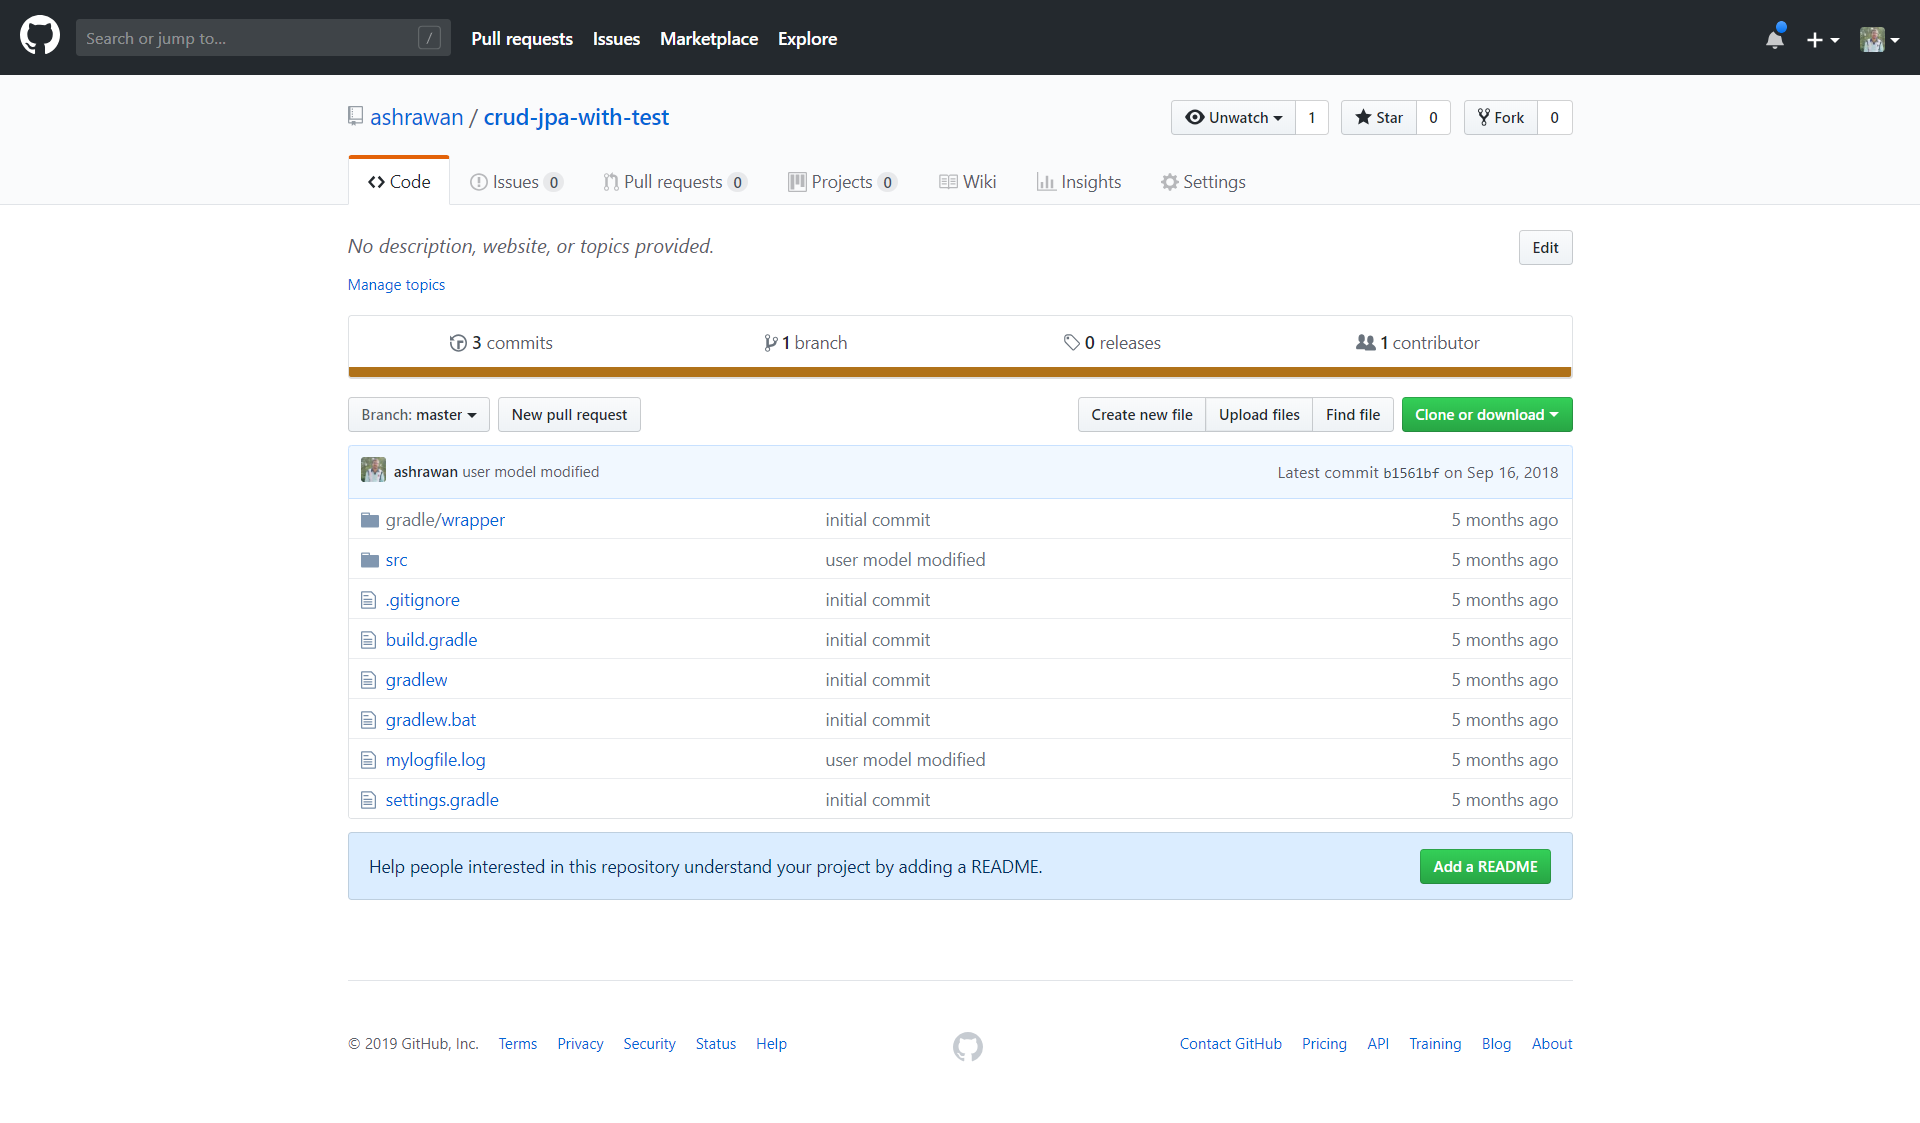 Search or jump to... /
Pull requests Issues Marketplace Explore
ashrawan / crud-jpa-with-test
Unwatch 1 Star 0 Fork 0
Code Issues 0 Pull requests 0 Projects 0 Wiki Insights Settings
No description, website, or topics provided.
Edit
Manage topics
3 commits 1 branch 0 releases 1 contributor
Branch: master New pull request Create new file Upload files Find file Clone or download
ashrawan user model modified Latest commit b1561bf on Sep 16, 2018
gradle/wrapper initial commit 5 months ago
src user model modified 5 months ago
.gitignore initial commit 5 months ago
build.gradle initial commit 5 months ago
gradlew initial commit 5 months ago
gradlew.bat initial commit 5 months ago
mylogfile.log user model modified 5 months ago
settings.gradle initial commit 5 months ago
Help people interested in this repository understand your project by adding a README. Add a README
© 2019 GitHub, Inc. Terms Privacy Security Status Help Contact GitHub Pricing API Training Blog About